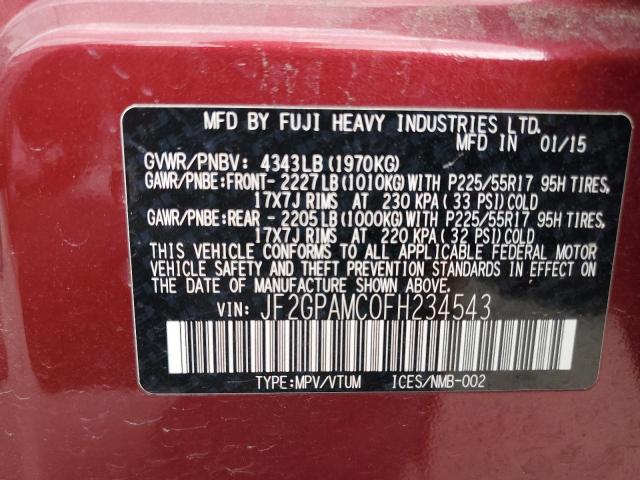 MFD BY FUJI HEAVY INDUSTRIES LTD.
MFD IN 01/15
GVWR/PNBV: 4343LB(1970KG)
GAWR/PNBE:FRONT-2227LB(1010KG)WITH P225/55R17 95H TIRES,
17X7J RIMS AT 230 KPA(33 PSI)COLD
GAWR/PNBE:REAR -2205LB(1000KG)WITH P225/55R17 95H TIRES,
17X7J RIMS AT 220 KPA(32 PSI)COLD
THIS VEHICLE CONFORMS TO ALL APPLICABLE FEDERAL MOTOR
VEHICLE SAFETY AND THEFT PREVENTION STANDARDS IN EFFECT ON
THE DATE OF MANUFACTURE SHOWN ABOVE.
VIN: JF2GPAMC0FH234543
TYPE:MPV/VTUM ICES/NMB-002